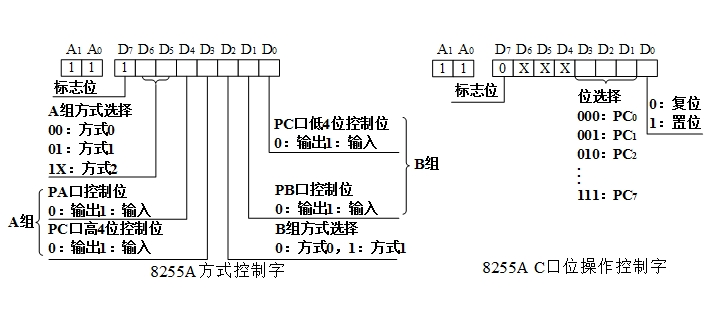 A1 A0 D7 D6 D5 D4 D3 D2 D1 D0
1 1 1
标志位
A组方式选择
00：方式0
01：方式1
1X：方式2
A组
PA口控制位
0：输出1：输入
PC口高4位控制位
0：输出1：输入
PC口低4位控制位
0：输出1：输入
B组
PB口控制位
0：输出1：输入
B组方式选择
0：方式0，1：方式1
8255A方式控制字
A1 A0 D7 D6 D5 D4 D3 D2 D1 D0
1 1 0 X X X
标志位
位选择
000：PC0
001：PC1
010：PC2
⋮
111：PC7
0：复位
1：置位
8255A C口位操作控制字